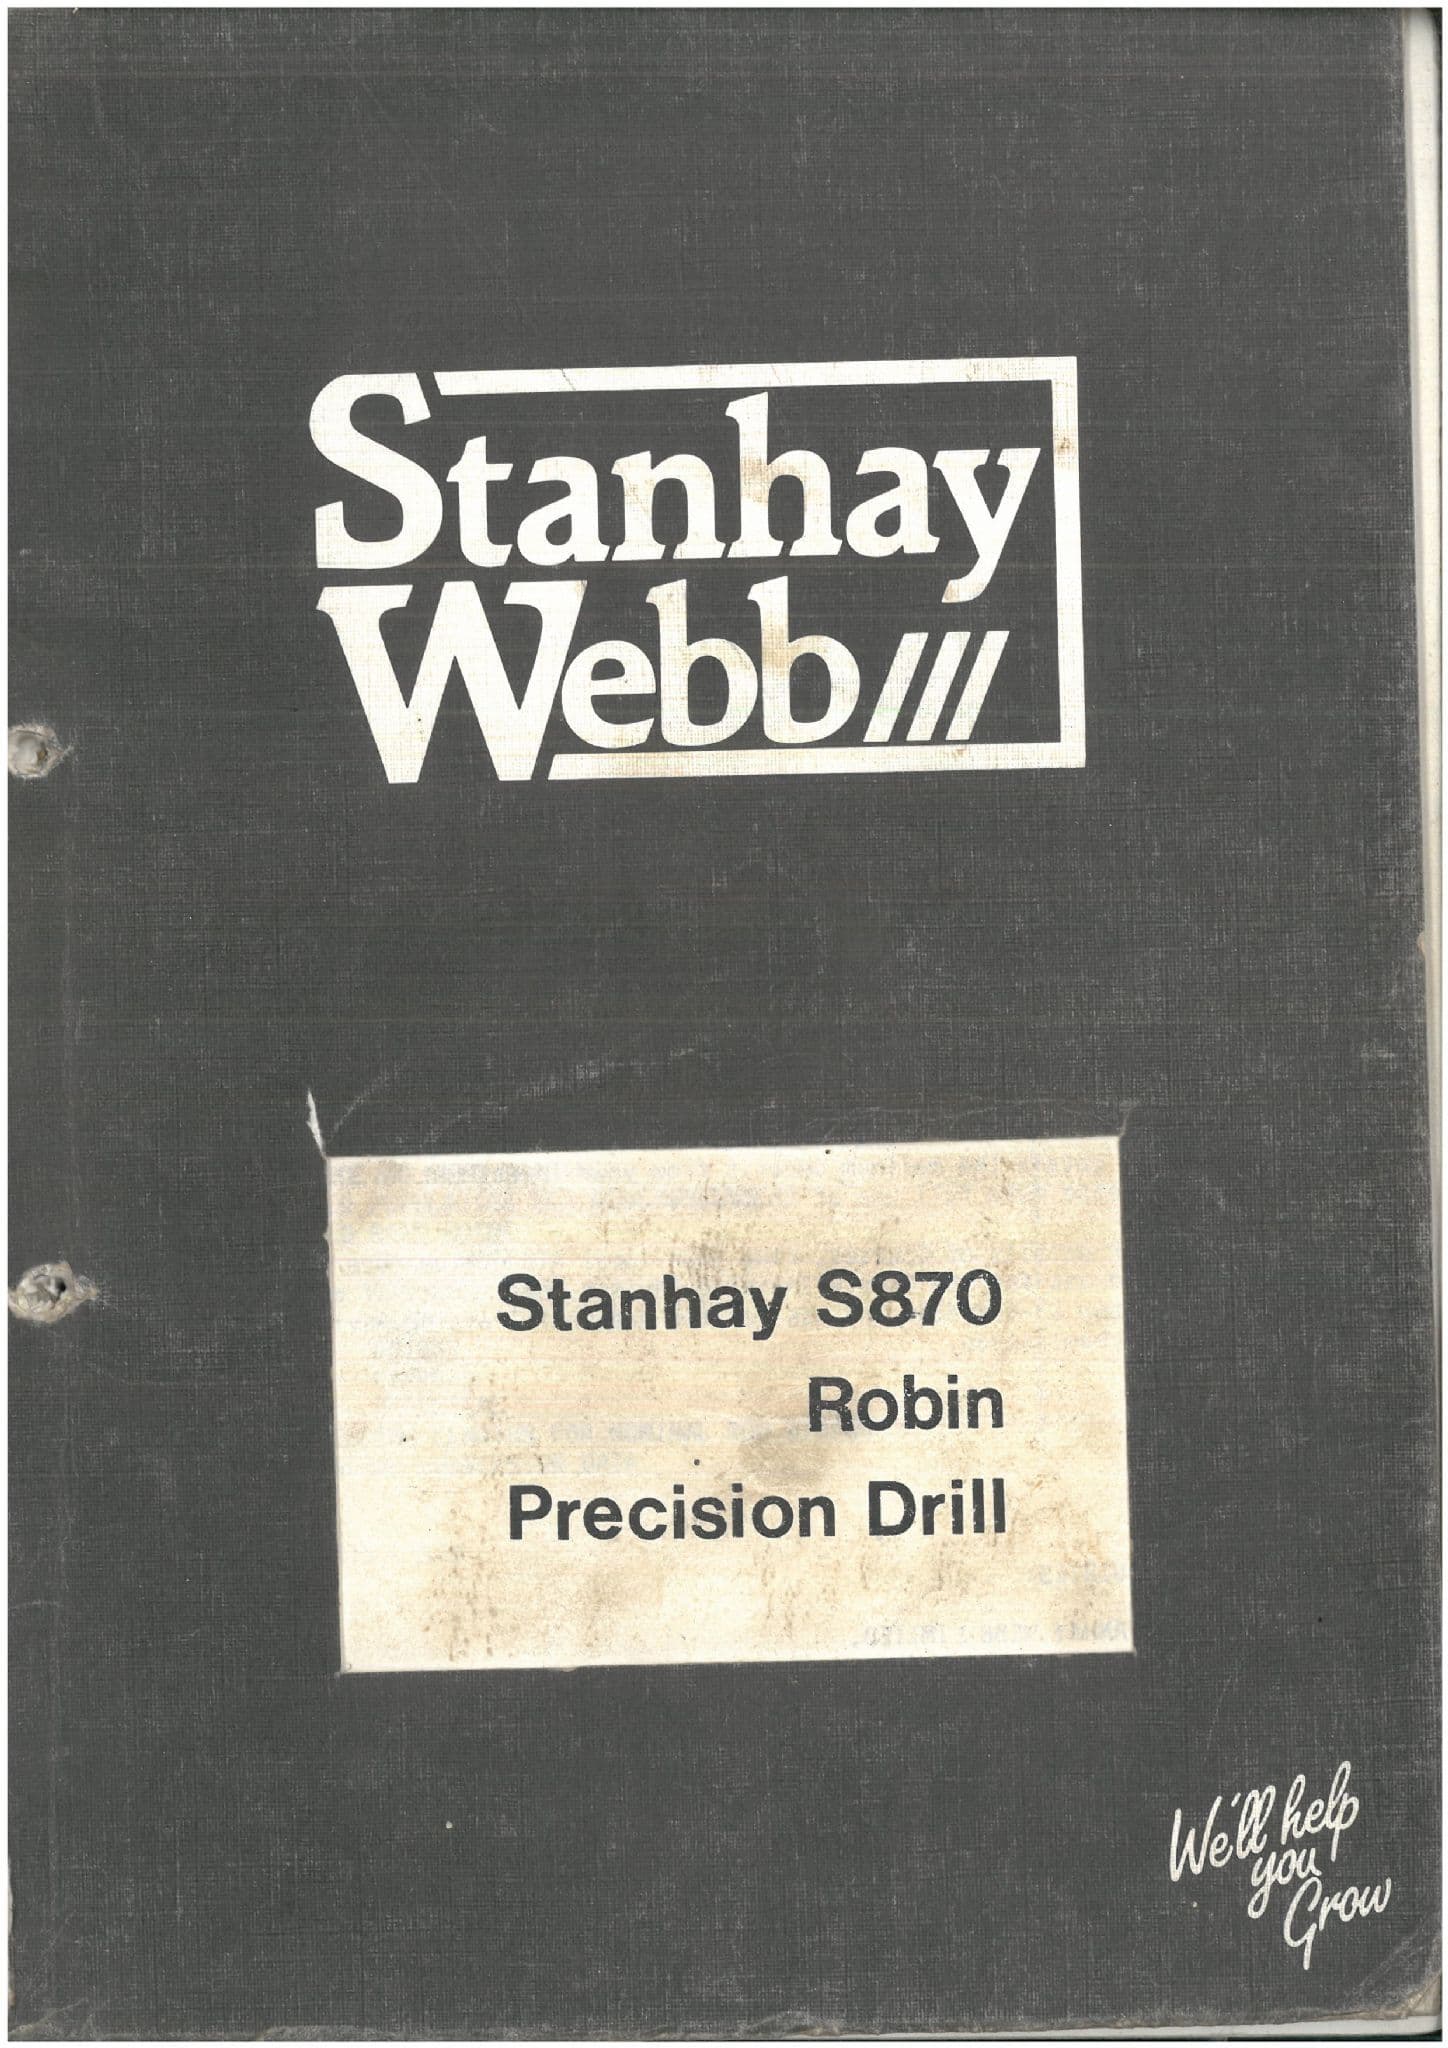 Stanhay
Webb
Stanhay S870
Robin
Precision Drill
We'll help
you
Grow